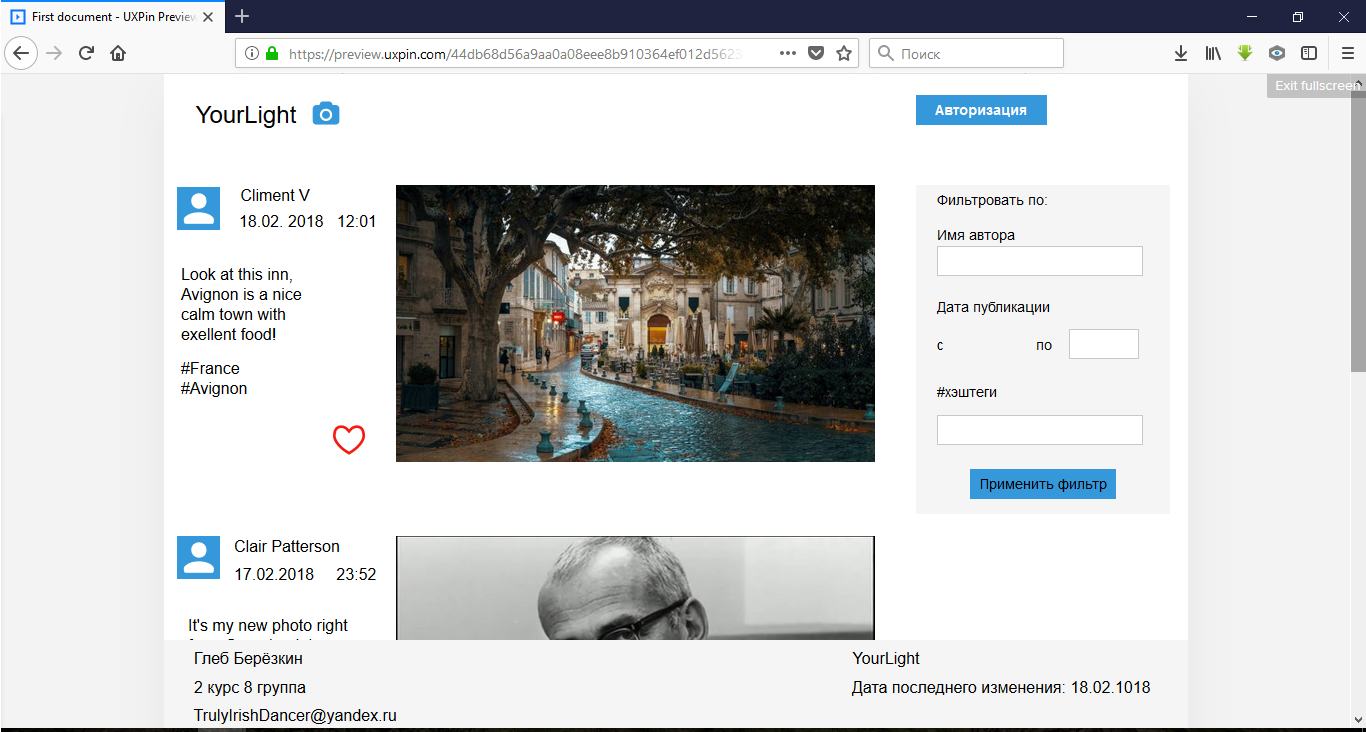 First document - UXPin Preview
https://preview.uxpin.com/44db68d56a9aa0a08eee8b910364ef012d5623
Поиск
Exit fullscreen
YourLight
Авторизация
Climent V
18.02. 2018 12:01
Look at this inn,
Avignon is a nice
calm town with
exellent food!
#France
#Avignon
Фильтровать по:
Имя автора
Дата публикации
с по
#хэштеги
Применить фильтр
Clair Patterson
17.02.2018 23:52
It's my new photo right
Глеб Берёзкин
2 курс 8 группа
TrulyIrishDancer@yandex.ru
YourLight
Дата последнего изменения: 18.02.1018